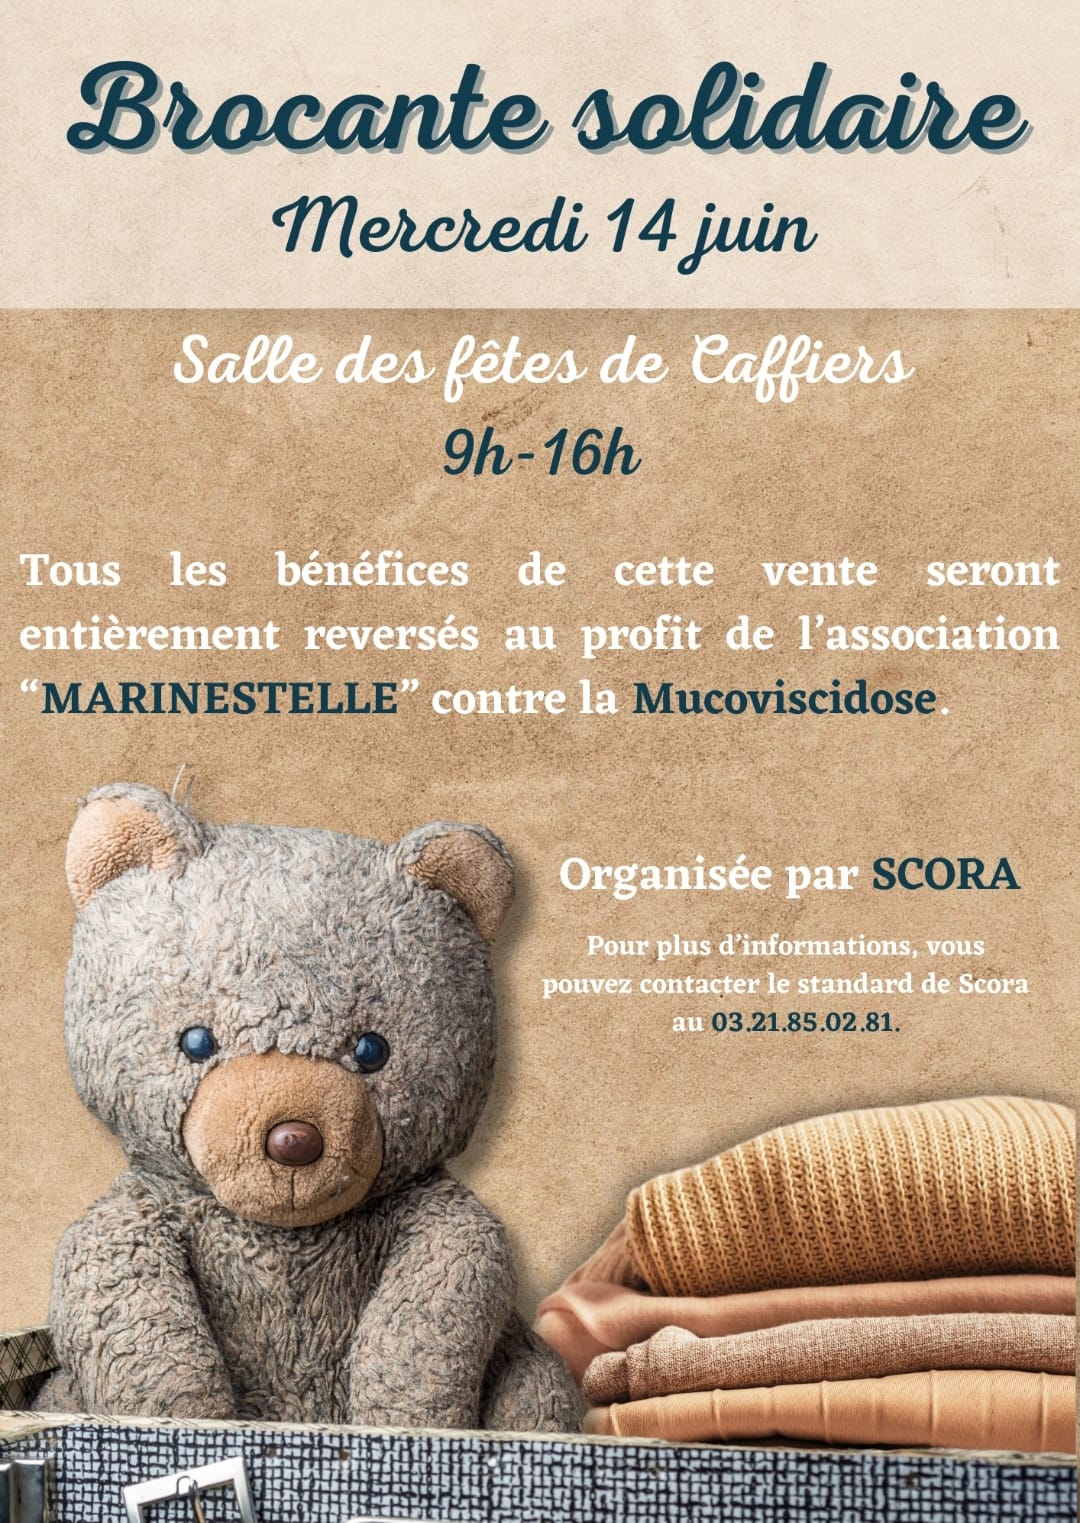 Brocante solidaire
Mercredi 14 juin
Salle des fêtes de Caffiers
9h-16h
Tous les bénéfices de cette vente seront
entièrement reversés au profit de l’association
“MARINESTELLE” contre la Mucoviscidose.
Organisée par SCORA
Pour plus d’informations, vous
pouvez contacter le standard de Scora
au 03.21.85.02.81.